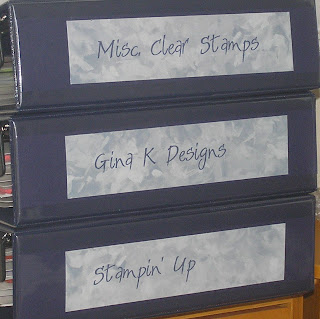 Misc. Clear Stamps
Gina K Designs
Stampin' Up